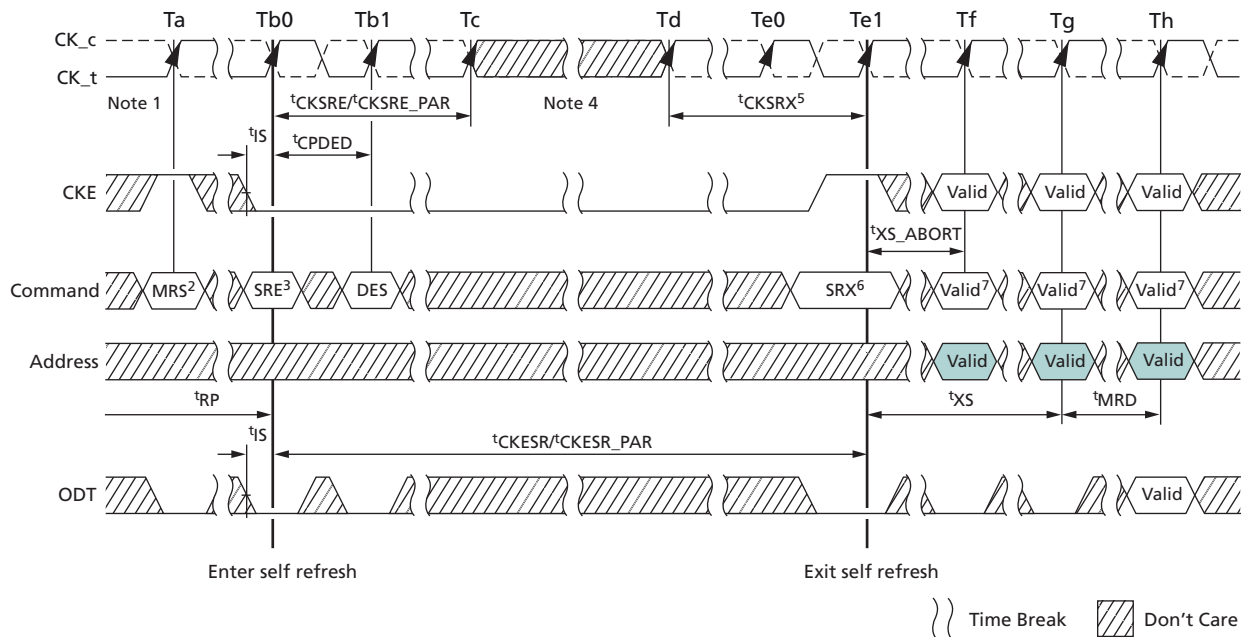 Ta Tb0 Tb1 Tc Td Te0 Te1 Tf Tg Th
CK_c
CK_t
Note 1 tCKSRE/tCKSRE_PAR Note 4 tCKSRX5
tIS tCPDED
CKE Valid Valid Valid
tXS_ABORT
Command MRS2 SRE3 DES SRX6 Valid7 Valid7 Valid7
Address Valid Valid Valid
tRP tXS tMRD
tIS tCKESR/tCKESR_PAR
ODT Valid
Enter self refresh Exit self refresh
Time Break Don't Care